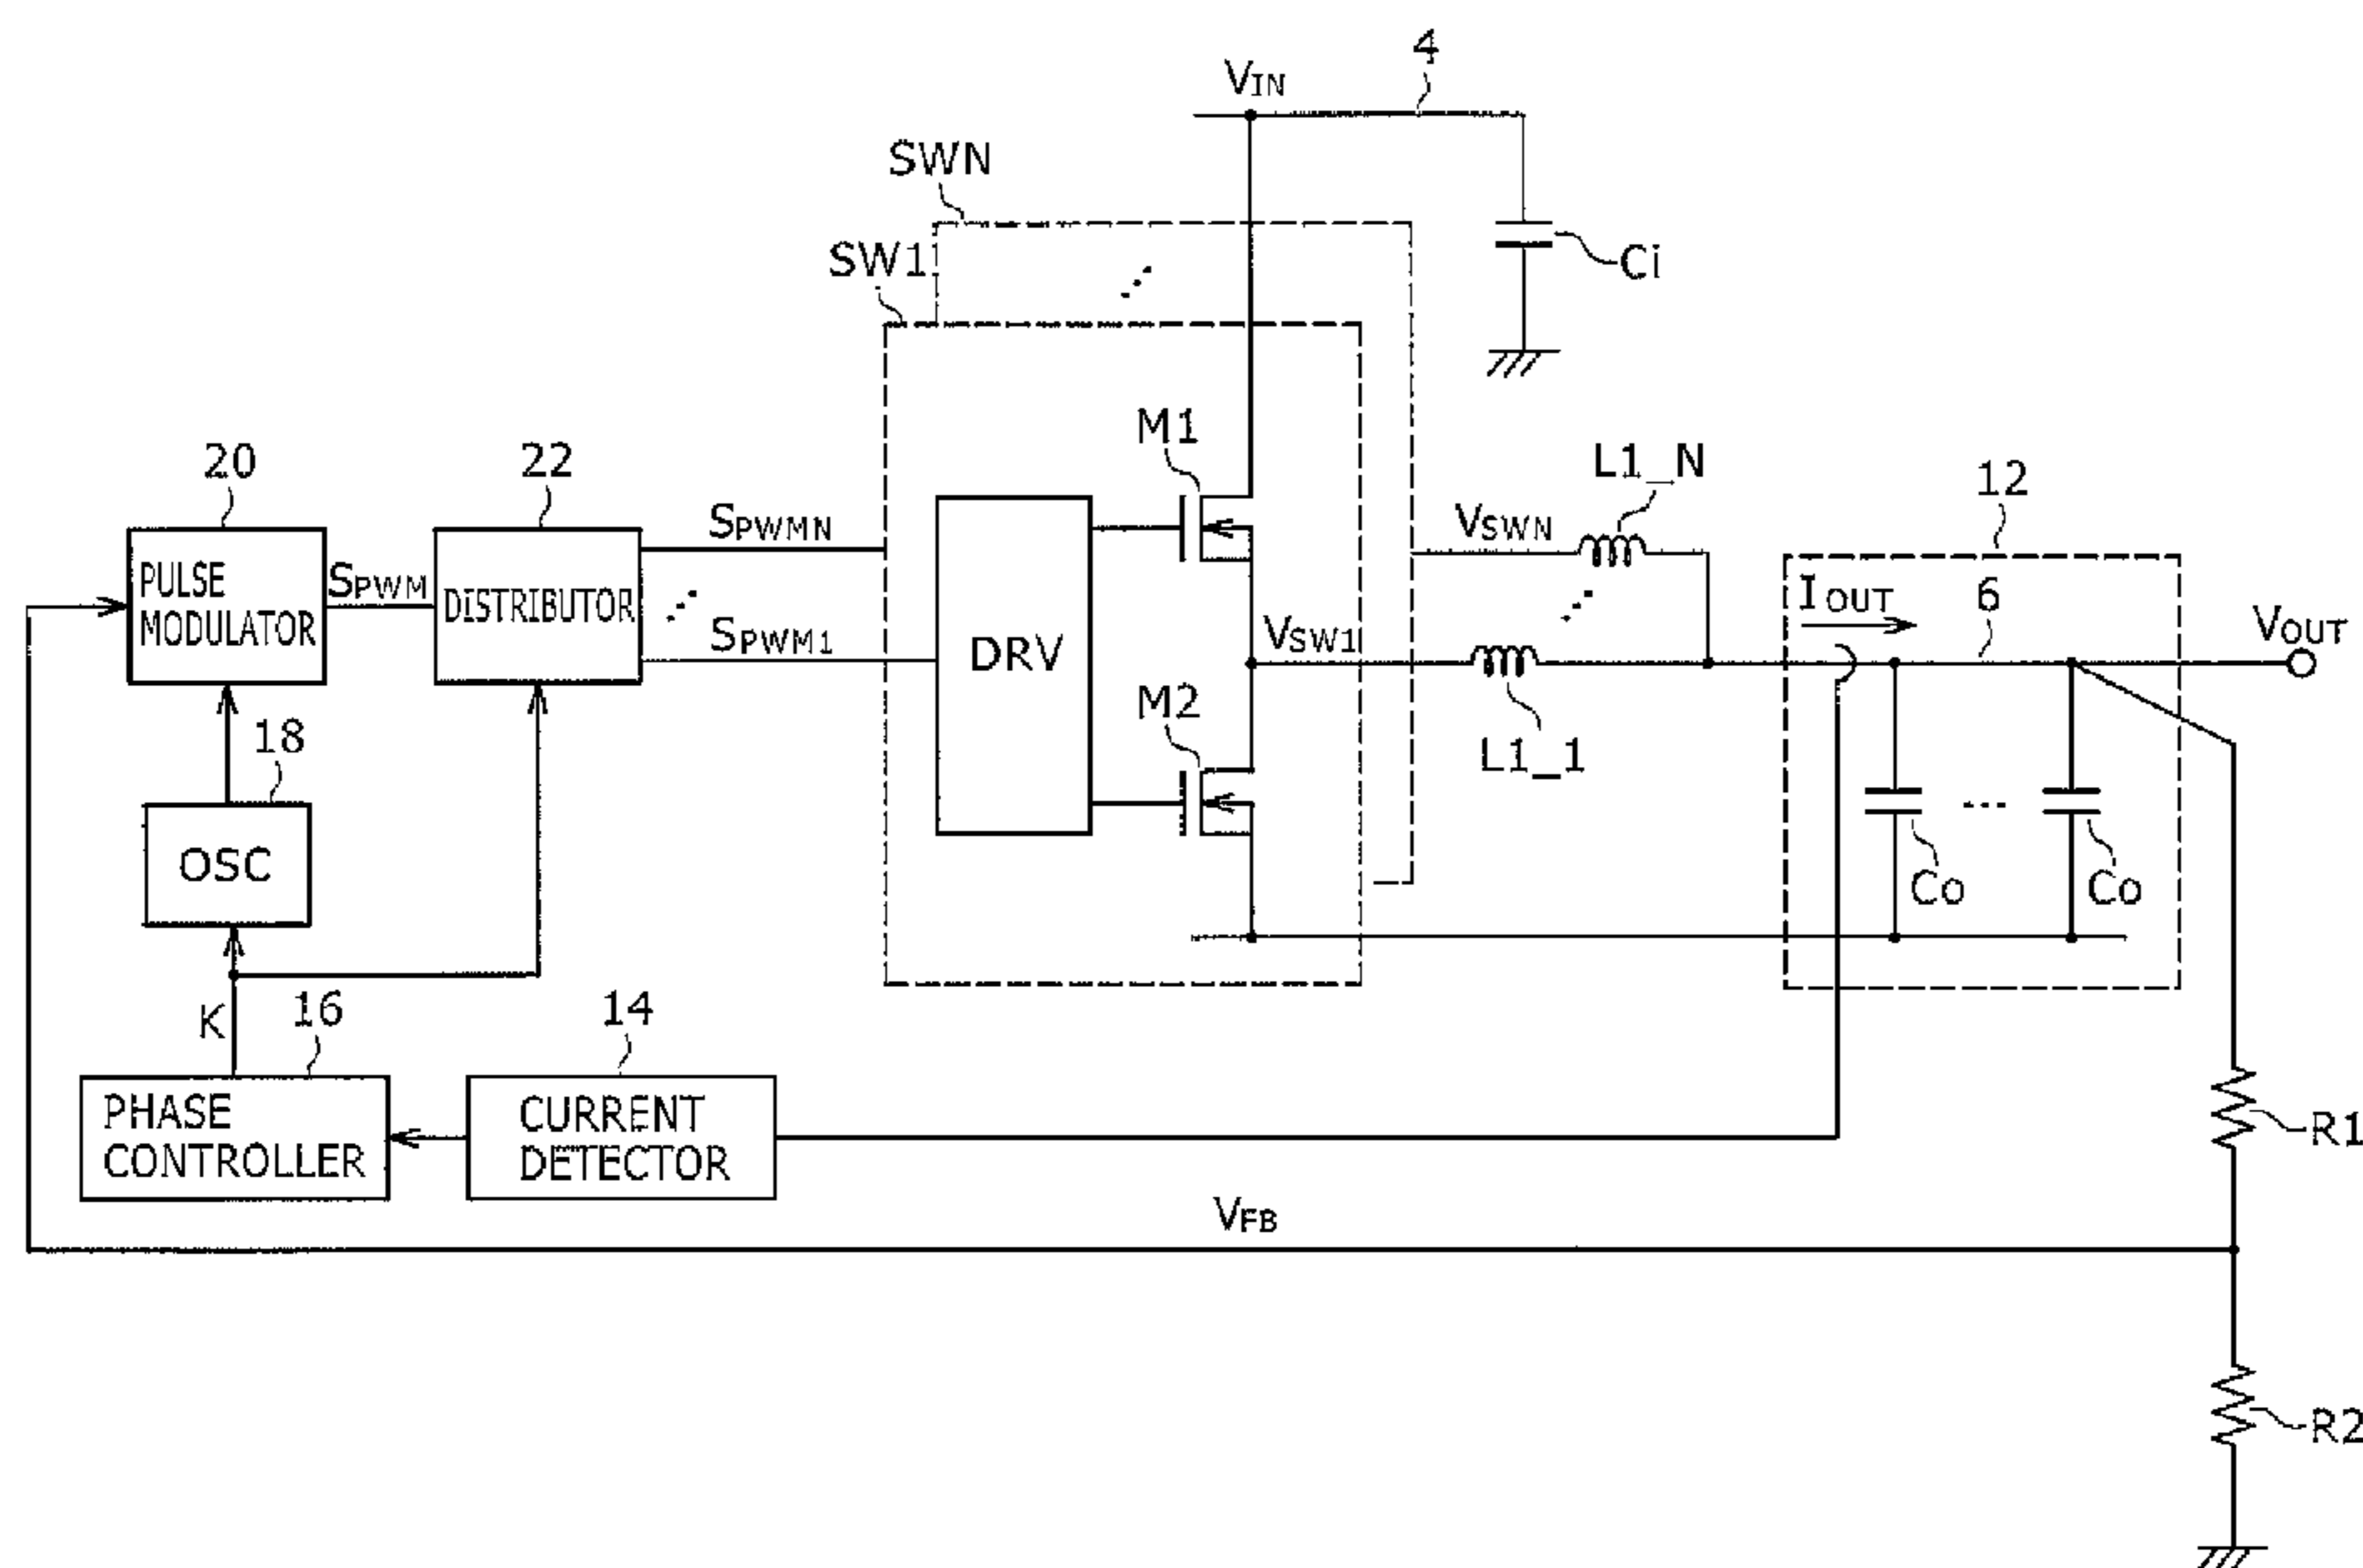 4
VIN
SWN
SW1
Ci
M1
20
22
L1_N
12
SPWMN
VSWN
PULSE
MODULATOR
SPWM
DISTRIBUTOR
IOUT
6
VOUT
SPWM1
DRV
VSW1
M2
18
L1_1
OSC
Co
...
Co
K
16
14
PHASE
CONTROLLER
CURRENT
DETECTOR
R1
VFB
R2